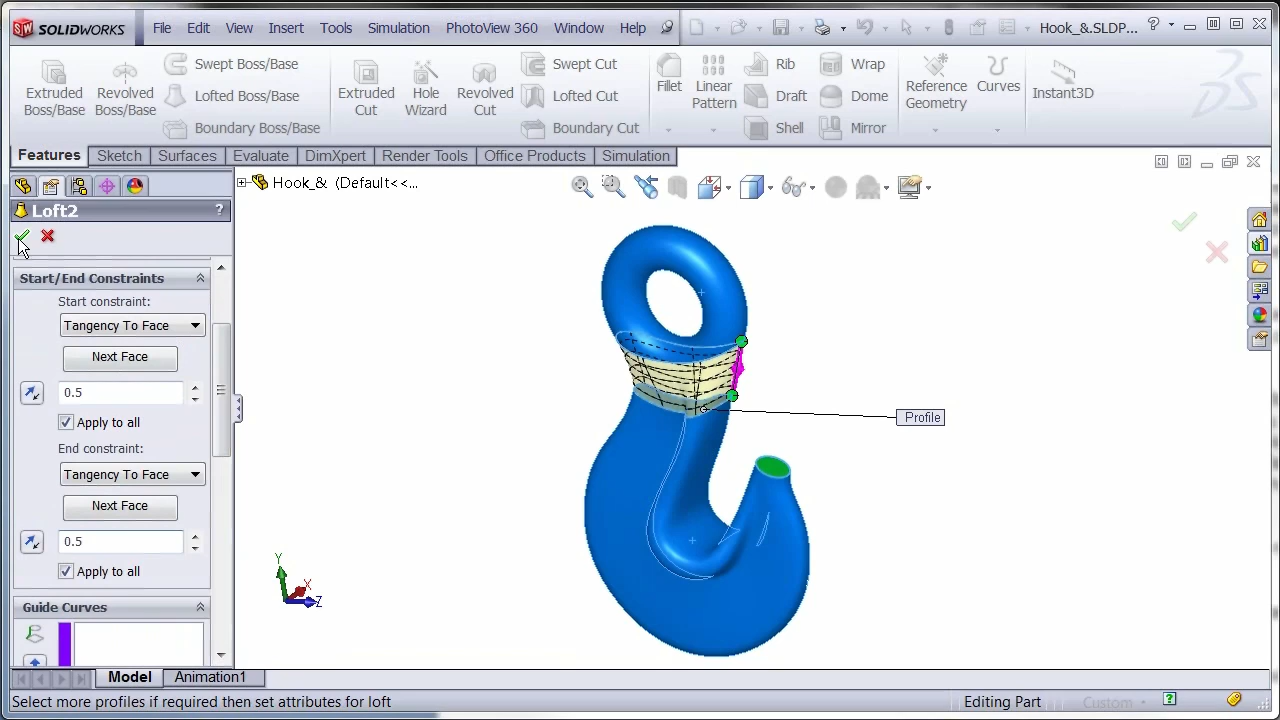 SOLIDWORKS File Edit View Insert Tools Simulation PhotoView 360 Window Help Hook_&.SLDP... ?
Extruded Boss/Base
Revolved Boss/Base
Swept Boss/Base
Lofted Boss/Base
Boundary Boss/Base
Extruded Cut
Hole Wizard
Revolved Cut
Swept Cut
Lofted Cut
Boundary Cut
Fillet
Linear Pattern
Rib
Draft
Shell
Wrap
Dome
Mirror
Reference Geometry
Curves
Instant3D
Features Sketch Surfaces Evaluate DimXpert Render Tools Office Products Simulation
Hook_& (Default<<...
Loft2 ?
Start/End Constraints
Start constraint:
Tangency To Face
Next Face
0.5
Apply to all
End constraint:
Tangency To Face
Next Face
0.5
Apply to all
Guide Curves
Profile
Y
X
Z
Model Animation1
Select more profiles if required then set attributes for loft Editing Part Custom ?